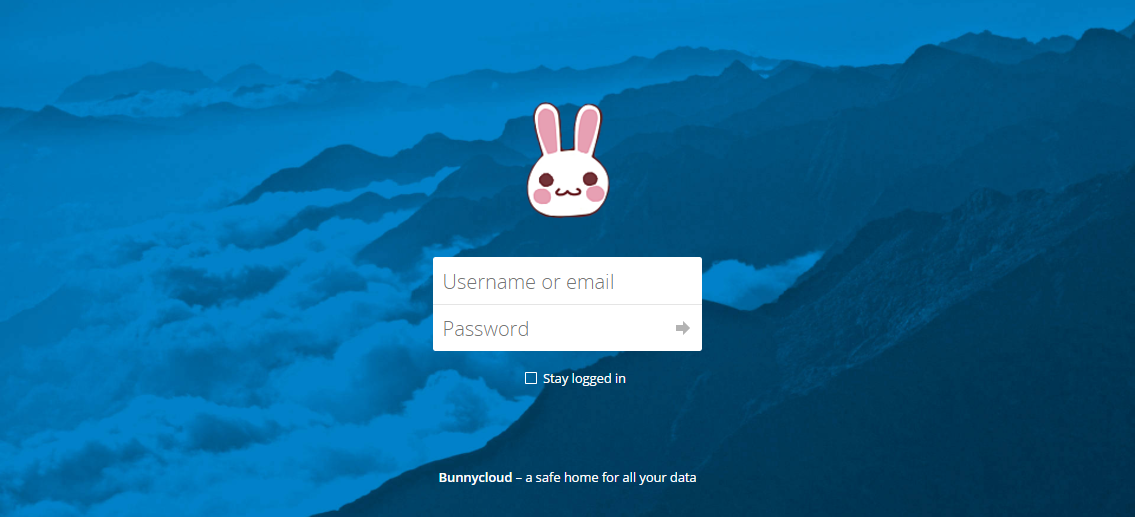 Username or email
Password
Stay logged in
Bunnycloud – a safe home for all your data